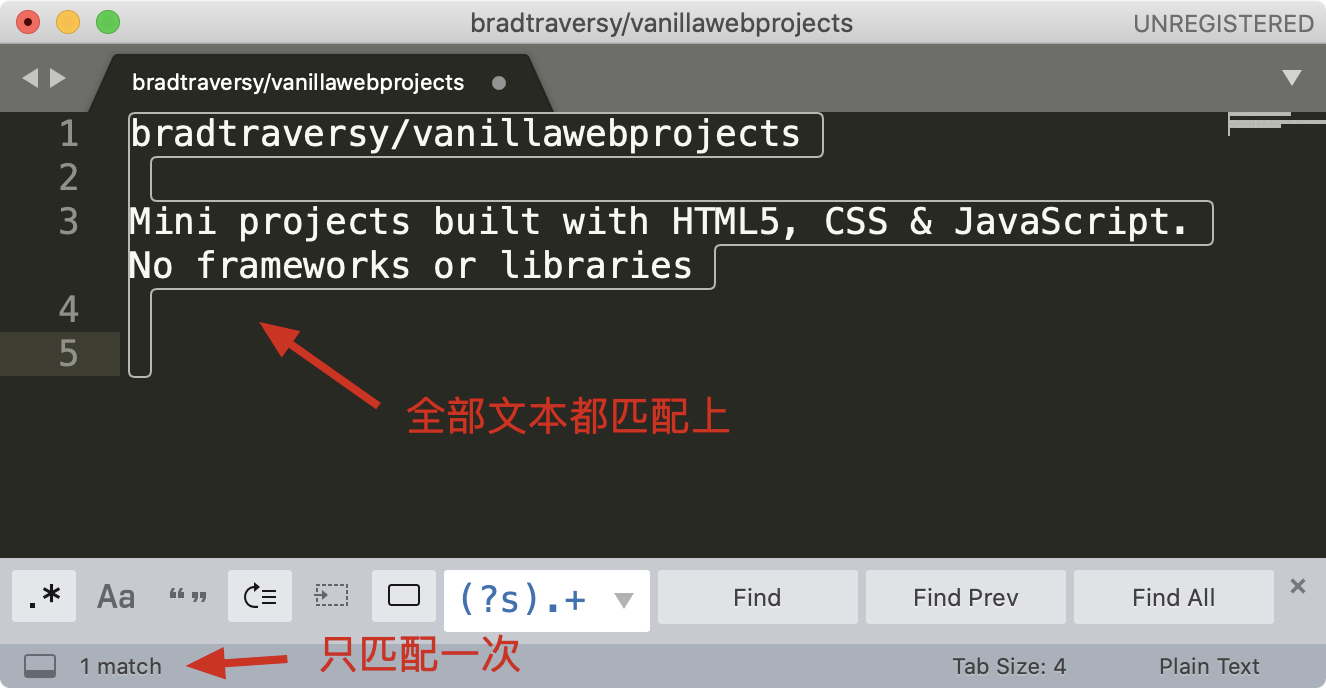 bradtraversy/vanillawebprojects
UNREGISTERED
bradtraversy/vanillawebprojects
1 bradtraversy/vanillawebprojects
2
3 Mini projects built with HTML5, CSS & JavaScript.
No frameworks or libraries
4
5
全部文本都匹配上
.* Aa “ ” (?s).+ Find Find Prev Find All ×
只匹配一次
1 match Tab Size: 4 Plain Text